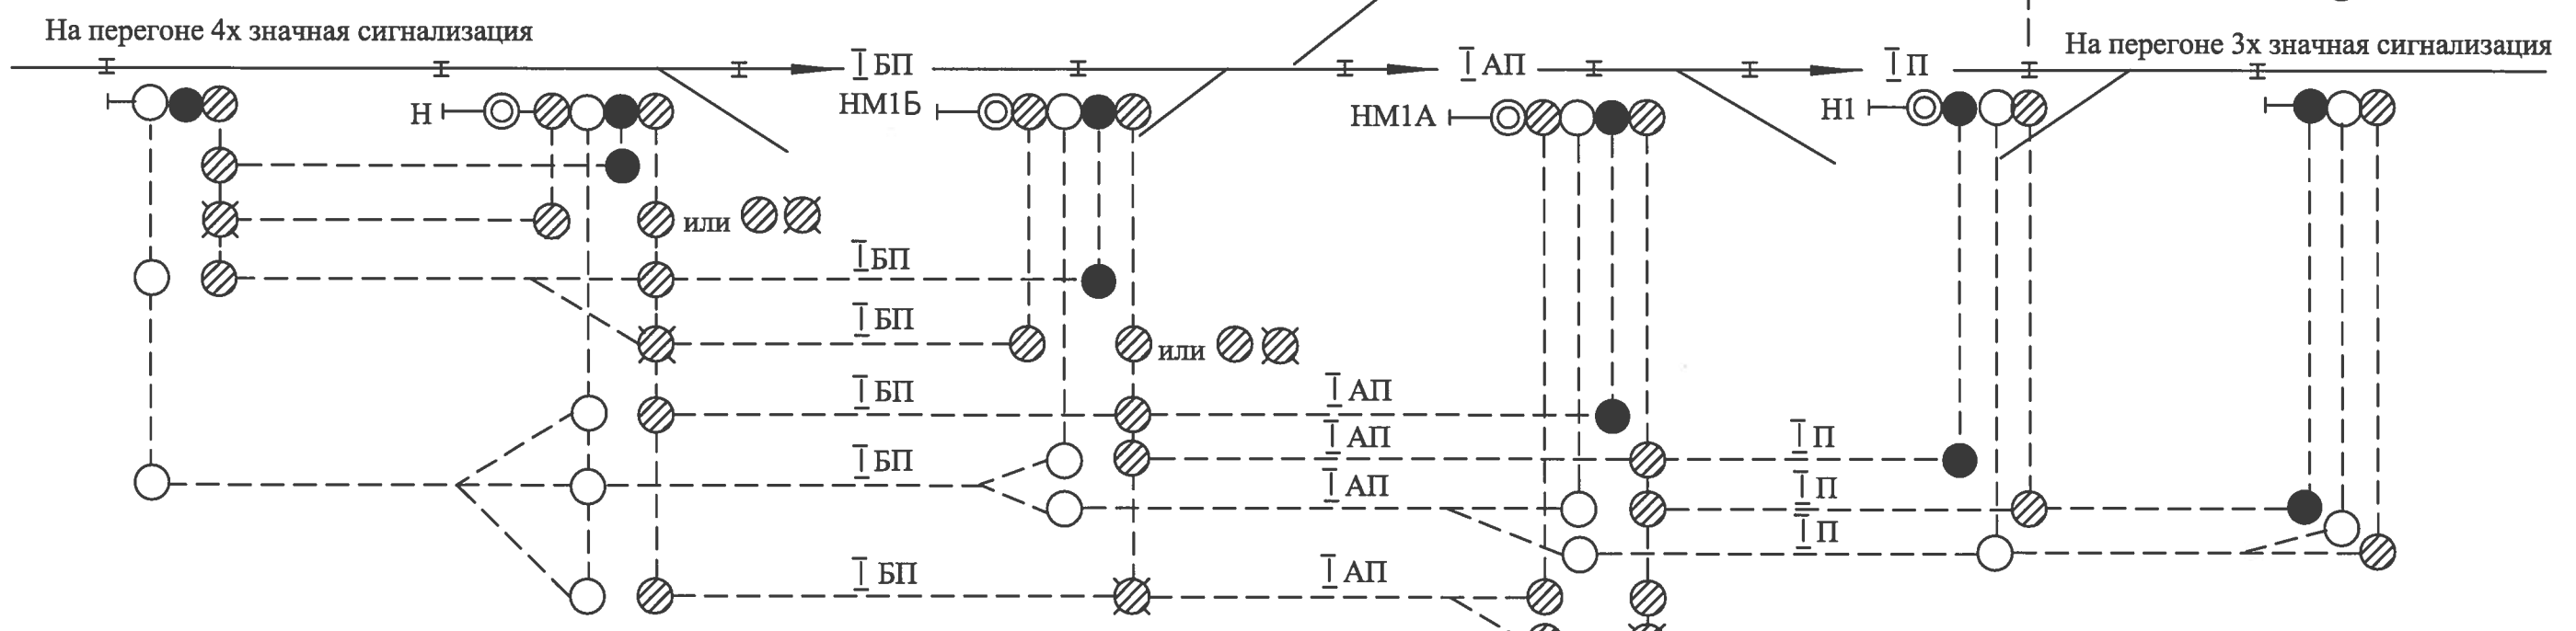 На перегоне 4х значная сигнализация
I БП
I АП
I П
На перегоне 3х значная сигнализация
Н
НМ1Б
НМ1А
Н1
или
I БП
I БП
или
I БП
I АП
I АП
I П
I БП
I АП
I П
I П
I БП
I АП